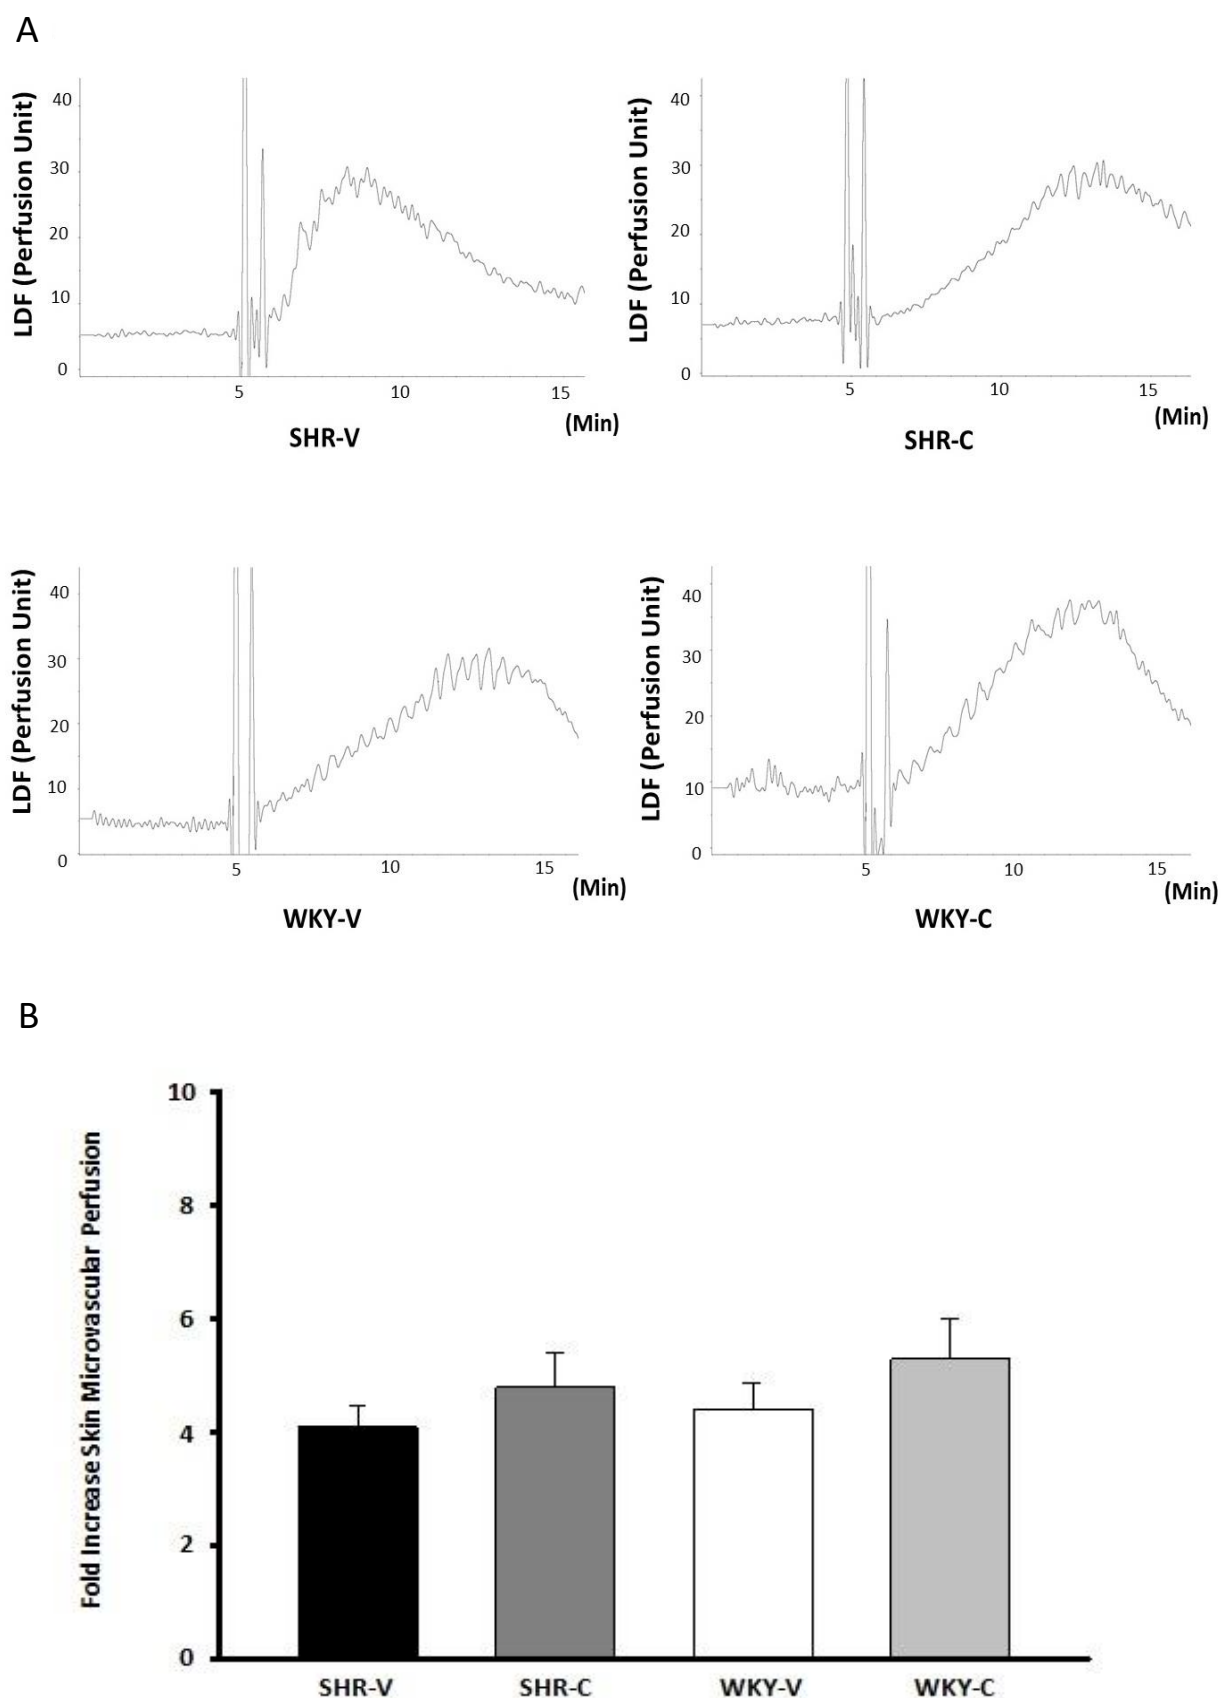 A
LDF (Perfusion Unit)
40
30
20
10
0
5
10
15
(Min)
SHR-V
LDF (Perfusion Unit)
40
30
20
10
0
5
10
15
(Min)
SHR-C
LDF (Perfusion Unit)
40
30
20
10
0
5
10
15
(Min)
WKY-V
LDF (Perfusion Unit)
40
30
20
10
0
5
10
15
(Min)
WKY-C
B
Fold Increase Skin Microvascular Perfusion
10
8
6
4
2
0
SHR-V
SHR-C
WKY-V
WKY-C